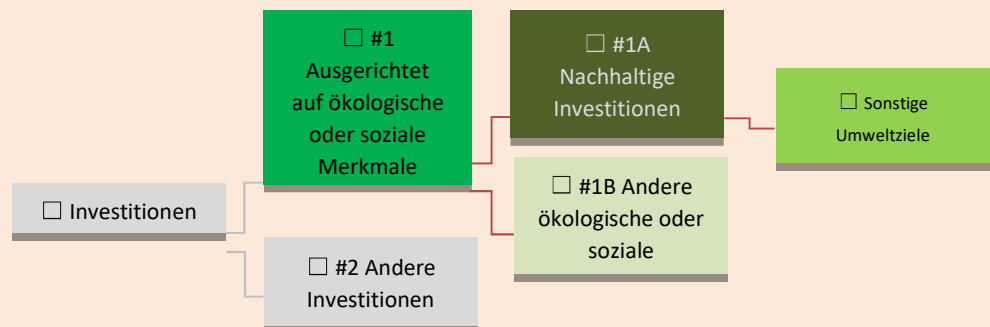 ☐ Investitionen
☐ #1
Ausgerichtet
auf ökologische
oder soziale
Merkmale
☐ #2 Andere
Investitionen
☐ #1A
Nachhaltige
Investitionen
☐ #1B Andere
ökologische oder
soziale
☐ Sonstige
Umweltziele